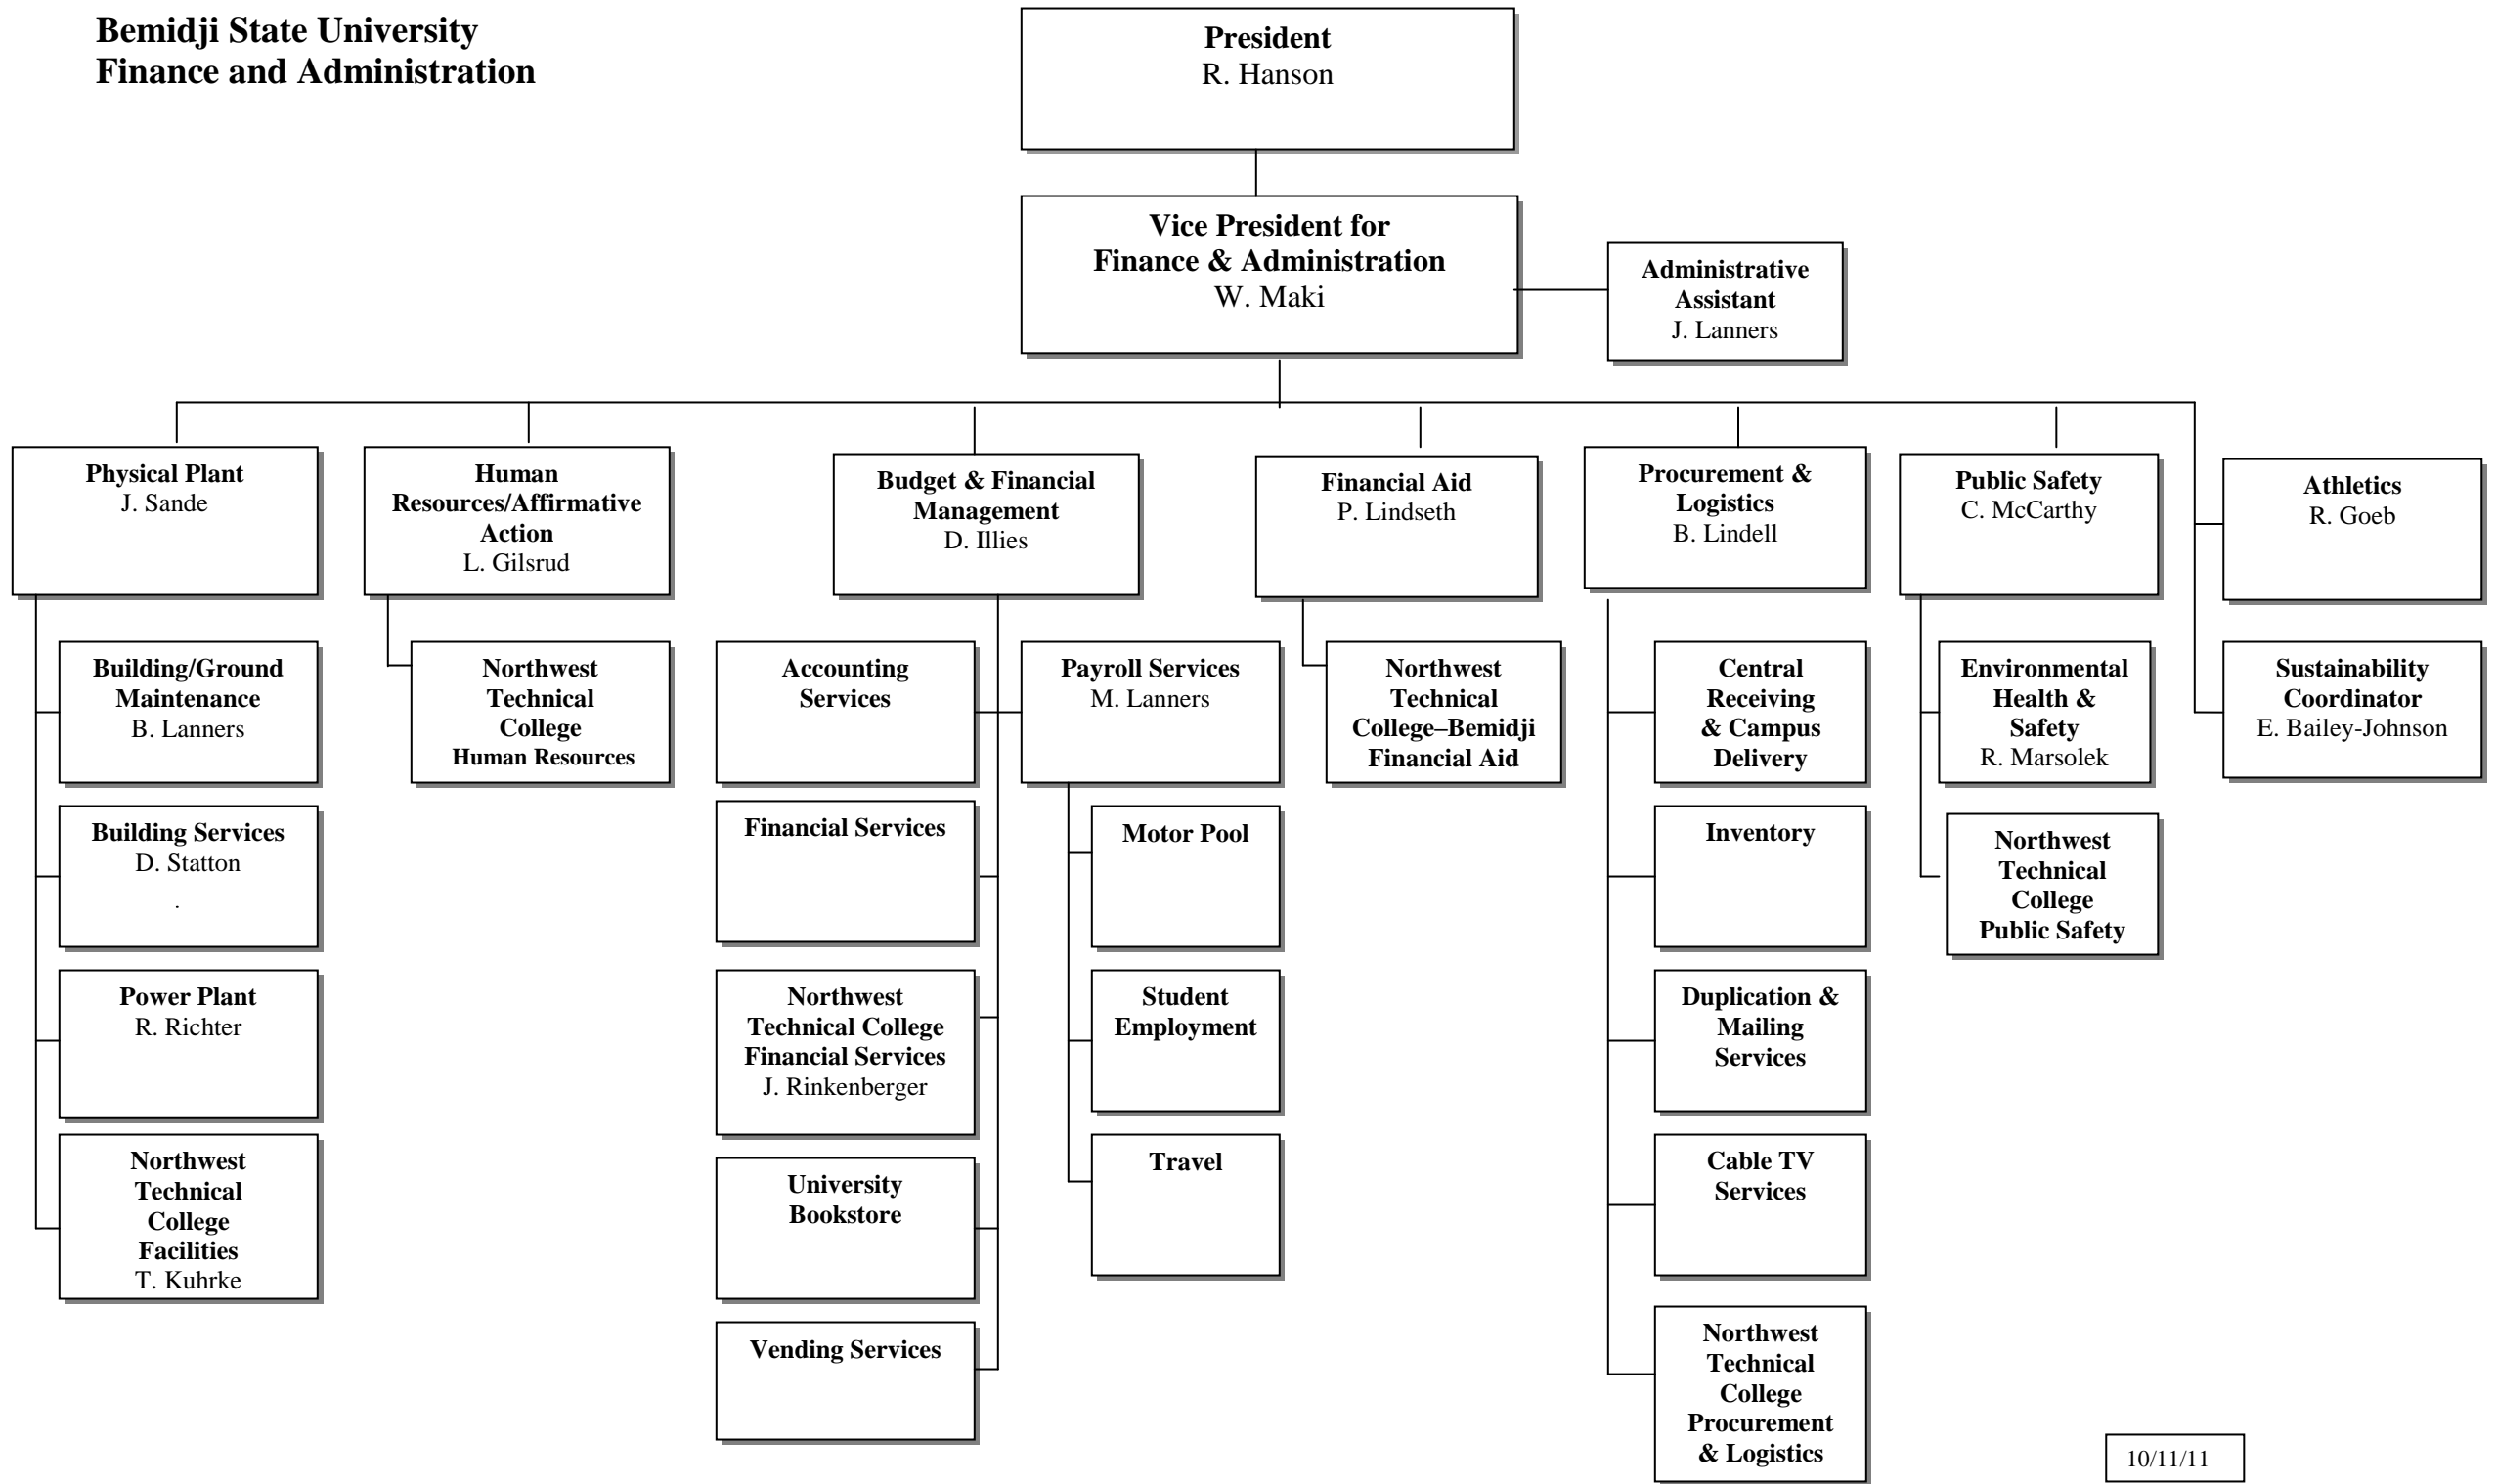 Bemidji State University
Finance and Administration
President
R. Hanson
Vice President for
Finance & Administration
W. Maki
Administrative
Assistant
J. Lanners
Physical Plant
J. Sande
Human
Resources/Affirmative
Action
L. Gilsrud
Budget & Financial
Management
D. Illies
Financial Aid
P. Lindseth
Procurement &
Logistics
B. Lindell
Public Safety
C. McCarthy
Athletics
R. Goeb
Building/Ground
Maintenance
B. Lanners
Northwest
Technical
College
Human Resources
Accounting
Services
Payroll Services
M. Lanners
Northwest
Technical
College–Bemidji
Financial Aid
Central
Receiving
& Campus
Delivery
Environmental
Health &
Safety
R. Marsolek
Sustainability
Coordinator
E. Bailey-Johnson
Building Services
D. Statton
.
Financial Services
Motor Pool
Inventory
Northwest
Technical
College
Public Safety
Power Plant
R. Richter
Northwest
Technical College
Financial Services
J. Rinkenberger
Student
Employment
Duplication &
Mailing
Services
Northwest
Technical
College
Facilities
T. Kuhrke
University
Bookstore
Travel
Cable TV
Services
Vending Services
Northwest
Technical
College
Procurement
& Logistics
10/11/11